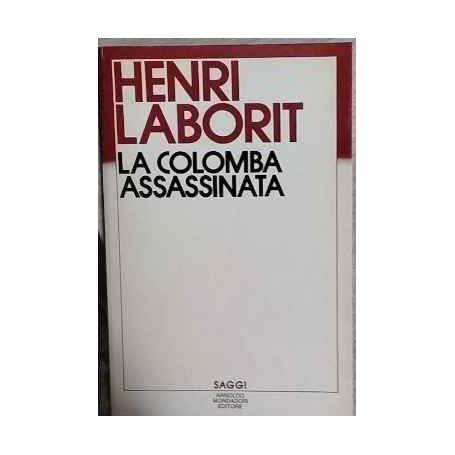 HENRI
LABORIT
LA COLOMBA
ASSASSINATA
SAGGI
ARNOLDO
MONDADORI
EDITORE